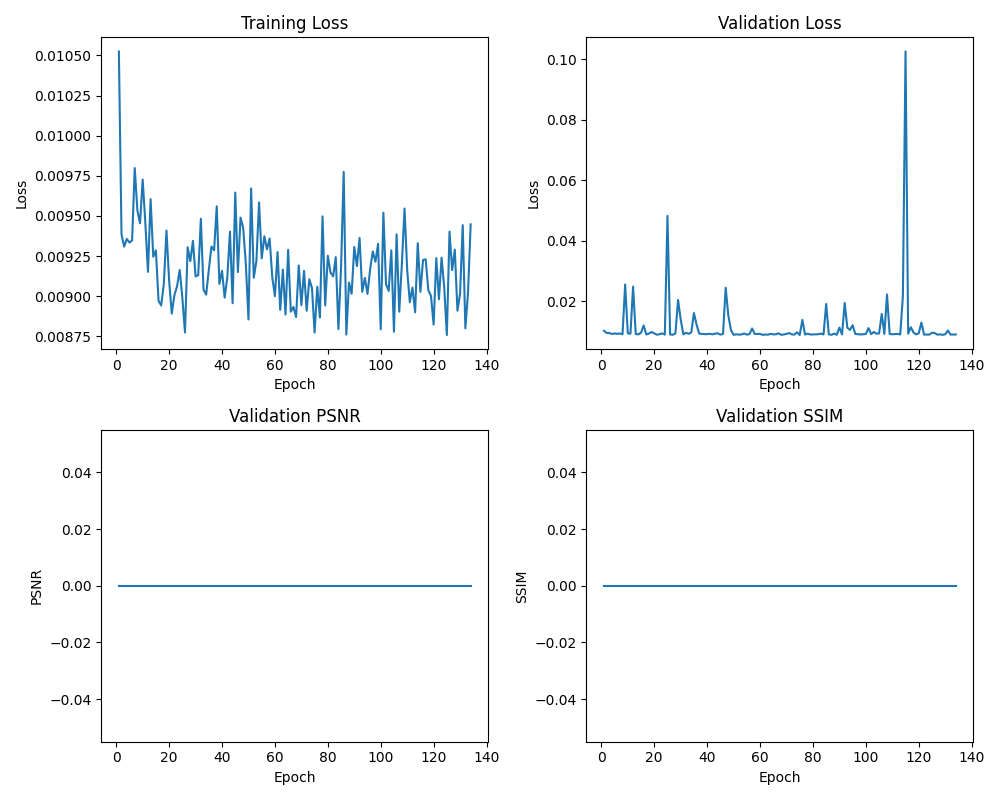 Training Loss
Validation Loss
0.01050
0.01025
0.01000
0.00975
0.00950
0.00925
0.00900
0.00875
Loss
0 20 40 60 80 100 120 140
Epoch
0.10
0.08
0.06
0.04
0.02
Loss
0 20 40 60 80 100 120 140
Epoch
Validation PSNR
Validation SSIM
0.04
0.02
0.00
−0.02
−0.04
PSNR
0 20 40 60 80 100 120 140
Epoch
0.04
0.02
0.00
−0.02
−0.04
SSIM
0 20 40 60 80 100 120 140
Epoch